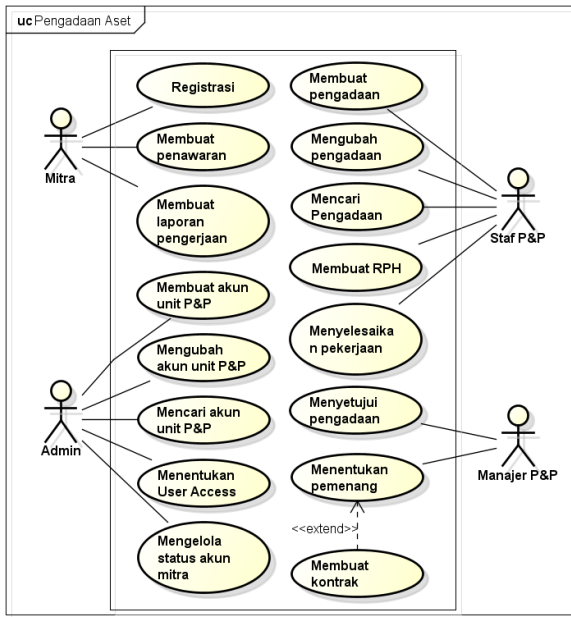 uc Pengadaan Aset
Registrasi
Membuat
penawaran
Membuat
laporan
pengerjaan
Mitra
Membuat akun
unit P&P
Mengubah
akun unit P&P
Mencari akun
unit P&P
Menentukan
User Access
Mengelola
status akun
mitra
Admin
Membuat
pengadaan
Mengubah
pengadaan
Mencari
Pengadaan
Membuat RPH
Menyelesaika
n pekerjaan
Staf P&P
Menyetujui
pengadaan
Menentukan
pemenang
Manajer P&P
<<extend>>
Membuat
kontrak